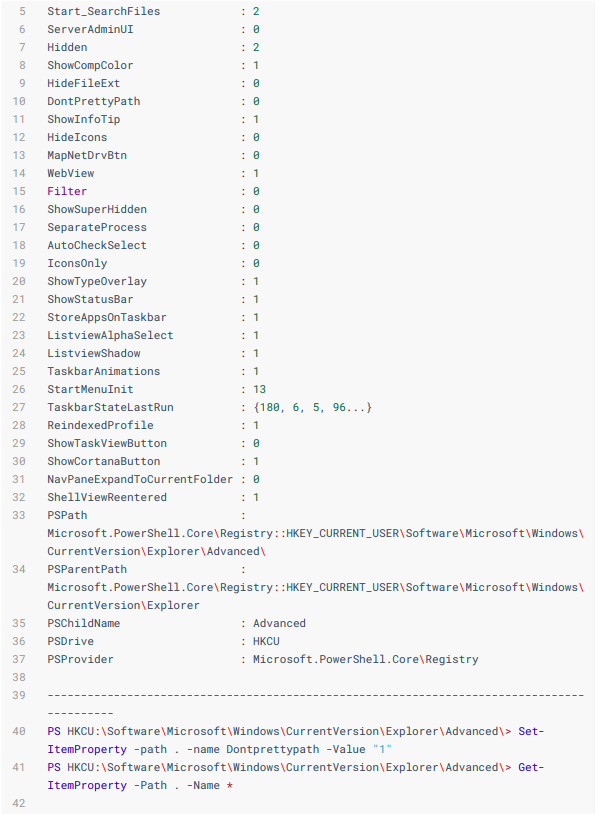 5 Start_SearchFiles : 2
6 ServerAdminUI : 0
7 Hidden : 2
8 ShowCompColor : 1
9 HideFileExt : 0
10 DontPrettyPath : 0
11 ShowInfoTip : 1
12 HideIcons : 0
13 MapNetDrvBtn : 0
14 WebView : 1
15 Filter : 0
16 ShowSuperHidden : 0
17 SeparateProcess : 0
18 AutoCheckSelect : 0
19 IconsOnly : 0
20 ShowTypeOverlay : 1
21 ShowStatusBar : 1
22 StoreAppsOnTaskbar : 1
23 ListviewAlphaSelect : 1
24 ListviewShadow : 1
25 TaskbarAnimations : 1
26 StartMenuInit : 13
27 TaskbarStateLastRun : {180, 6, 5, 96...}
28 ReindexedProfile : 1
29 ShowTaskViewButton : 0
30 ShowCortanaButton : 1
31 NavPaneExpandToCurrentFolder : 0
32 ShellViewReentered : 1
33 PSPath :
Microsoft.PowerShell.Core\Registry::HKEY_CURRENT_USER\Software\Microsoft\Windows\
CurrentVersion\Explorer\Advanced\
34 PSParentPath :
Microsoft.PowerShell.Core\Registry::HKEY_CURRENT_USER\Software\Microsoft\Windows\
CurrentVersion\Explorer
35 PSChildName : Advanced
36 PSDrive : HKCU
37 PSProvider : Microsoft.PowerShell.Core\Registry
38
39 ---------------------------------------------------------------------------------
----------
40 PS HKCU:\Software\Microsoft\Windows\CurrentVersion\Explorer\Advanced\> Set-
ItemProperty -path . -name Dontprettypath -Value "1"
41 PS HKCU:\Software\Microsoft\Windows\CurrentVersion\Explorer\Advanced\> Get-
ItemProperty -Path . -Name *
42